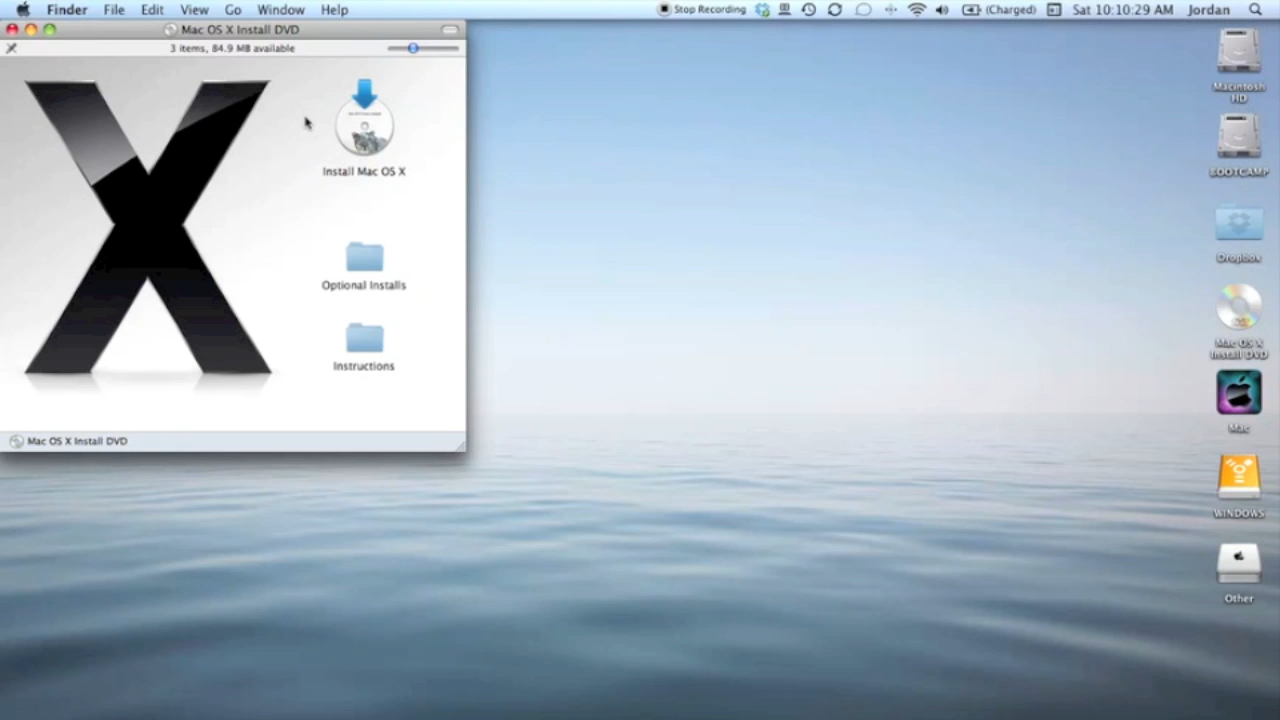 Finder File Edit View Go Window Help
Stop Recording (Charged) Sat 10:10:29 AM Jordan
Mac OS X Install DVD
3 items, 84.9 MB available
Install Mac OS X
Optional Installs
Instructions
Mac OS X Install DVD
Macintosh
HD
BOOTCAMP
Dropbox
Mac OS X
Install DVD
Mac
WINDOWS
Other